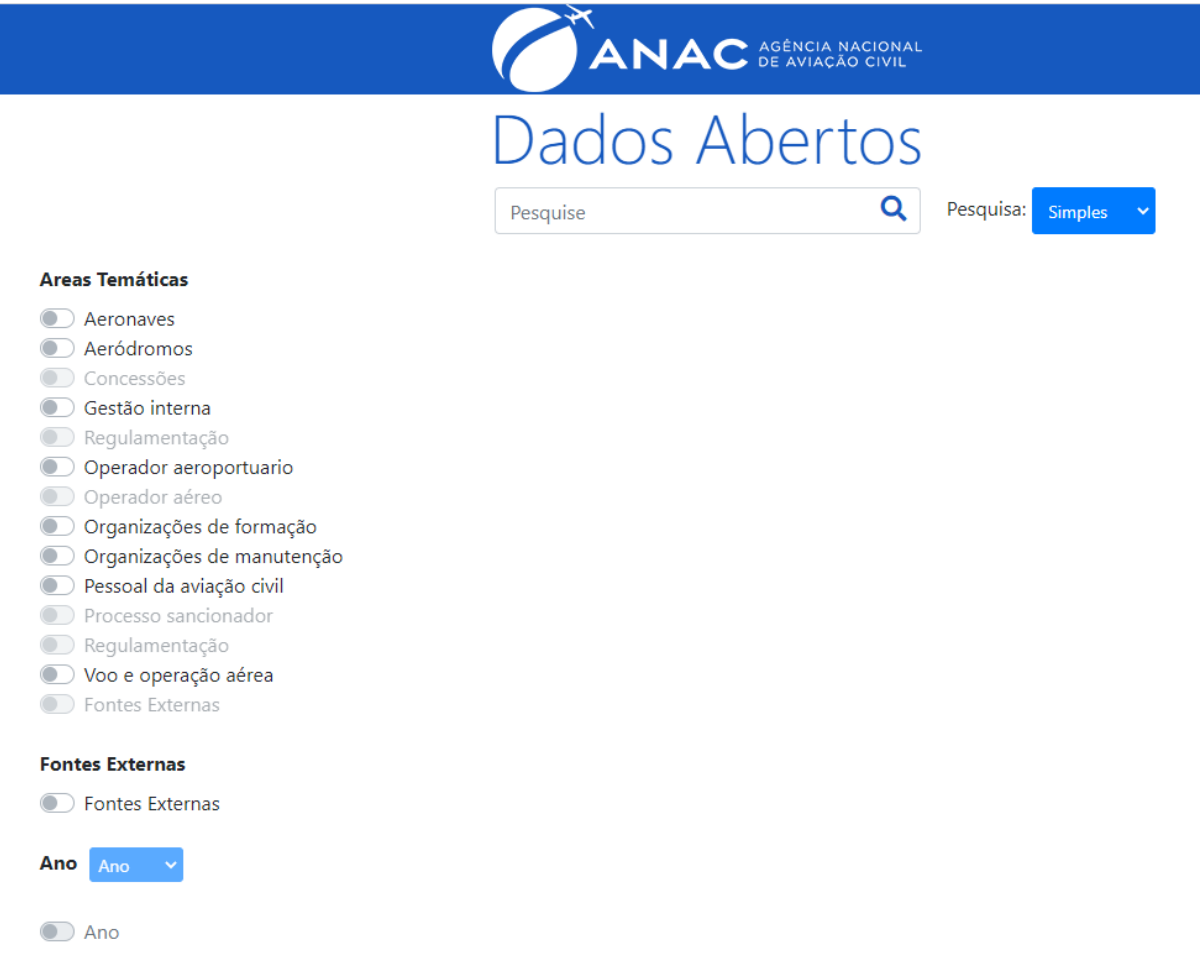 ANAC AGÊNCIA NACIONAL
DE AVIAÇÃO CIVIL
Dados Abertos
Pesquise
Pesquisa: Simples
Areas Temáticas
Aeronaves
Aeródromos
Concessões
Gestão interna
Regulamentação
Operador aeroportuario
Operador aéreo
Organizações de formação
Organizações de manutenção
Pessoal da aviação civil
Processo sancionador
Regulamentação
Voo e operação aérea
Fontes Externas
Fontes Externas
Fontes Externas
Ano Ano
Ano